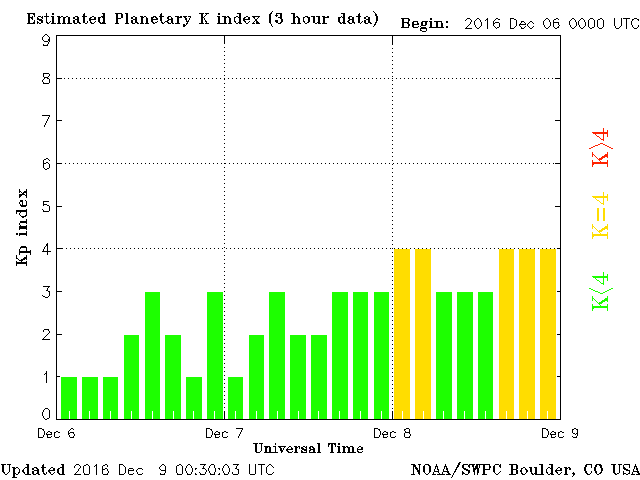 Estimated Planetary K index (3 hour data) Begin: 2016 Dec 06 0000 UTC
9
8
7
6
5
4
3
2
1
0
Kp index
K>4
K=4
K<4
Dec 6 Dec 7 Dec 8 Dec 9
Universal Time
Updated 2016 Dec 9 00:30:03 UTC NOAA/SWPC Boulder, CO USA